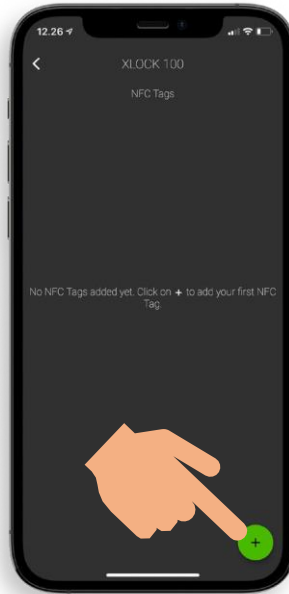 12.26
XLOCK 100
NFC Tags
No NFC Tags added yet. Click on + to add your first NFC
Tag.
+